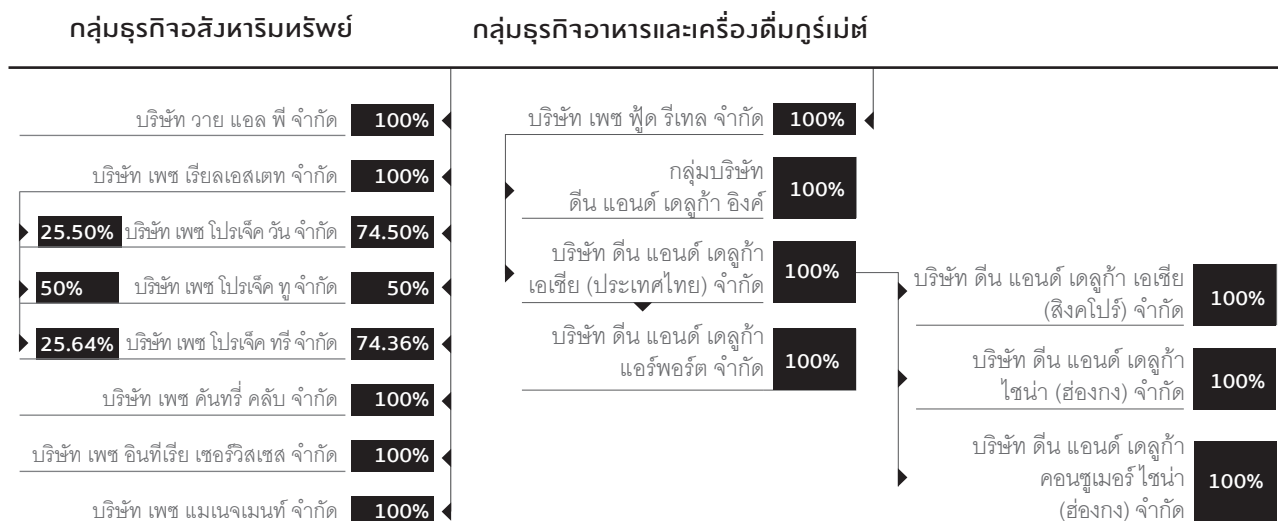 กลุ่มธุรกิจอสังหาริมทรัพย์
บริษัท วาย แอล พี จำกัด 100%
บริษัท เพซ เรียลเอสเตท จำกัด 100%
25.50% บริษัท เพซ โปรเจ็ค วัน จำกัด 74.50%
50% บริษัท เพซ โปรเจ็ค ทู จำกัด 50%
25.64% บริษัท เพซ โปรเจ็ค ทรี จำกัด 74.36%
บริษัท เพซ คันทรี่ คลับ จำกัด 100%
บริษัท เพซ อินทีเรีย เซอร์วิสเซส จำกัด 100%
บริษัท เพซ แมเนจเมนท์ จำกัด 100%
กลุ่มธุรกิจอาหารและเครื่องดื่มกูร์เม่ต์
บริษัท เพซ ฟู้ด รีเทล จำกัด 100%
กลุ่มบริษัท
ดีน แอนด์ เดลูก้า อิงค์
100%
บริษัท ดีน แอนด์ เดลูก้า
เอเชีย (ประเทศไทย) จำกัด
100%
บริษัท ดีน แอนด์ เดลูก้า
แอร์พอร์ต จำกัด
100%
บริษัท ดีน แอนด์ เดลูก้า เอเชีย
(สิงคโปร์) จำกัด
100%
บริษัท ดีน แอนด์ เดลูก้า
ไชน่า (ฮ่องกง) จำกัด
100%
บริษัท ดีน แอนด์ เดลูก้า
คอนซูเมอร์ ไชน่า
(ฮ่องกง) จำกัด
100%